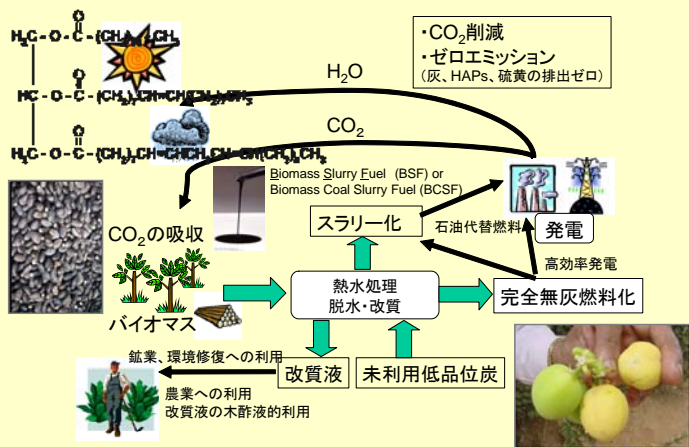 H₂C - O - C
O
・CO₂削減
・ゼロエミッション
(灰、HAPs、硫黄の排出ゼロ)
H₂O
HC - O - C
O
CO₂
H₂C - O - C
O
Biomass Slurry Fuel (BSF) or
Biomass Coal Slurry Fuel (BCSF)
スラリー化
石油代替燃料
発電
CO₂の吸収
高効率発電
熱水処理
脱水・改質
完全無灰燃料化
バイオマス
鉱業、環境修復への利用
改質液
未利用低品位炭
農業への利用
改質液の木酢液的利用